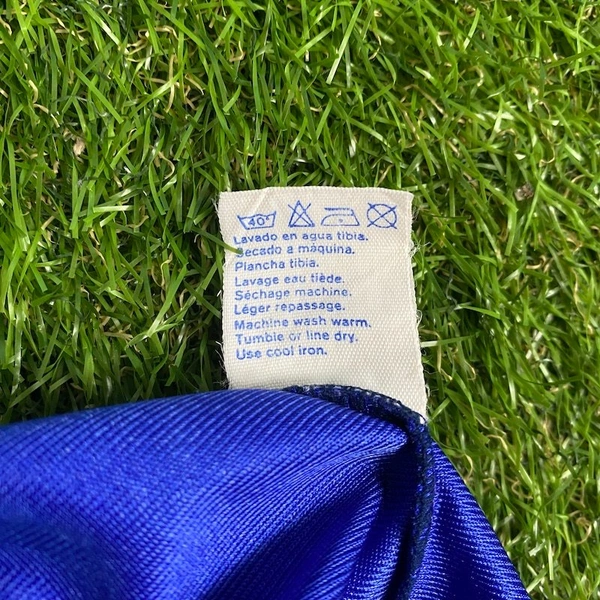 40°
Lavado en agua tibia.
Secado a máquina.
Plancha tibia.
Lavage eau tiède.
Séchage machine.
Léger repassage.
Machine wash warm.
Tumble or line dry.
Use cool iron.